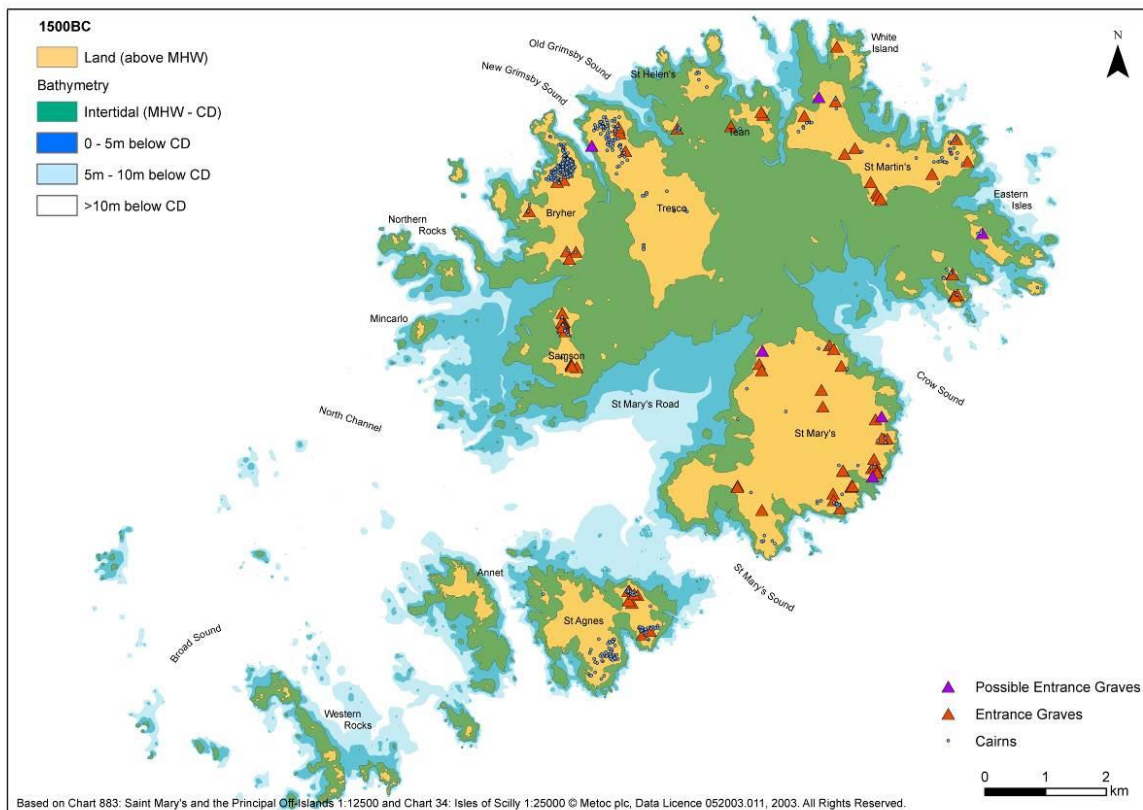 1500BC
Land (above MHW)
Bathymetry
Intertidal (MHW - CD)
0 - 5m below CD
5m - 10m below CD
>10m below CD
N
White
Island
Old Grimsby Sound
St Helen's
New Grimsby Sound
Tean
St Martin's
Eastern
Isles
Bryher
Tresco
Northern
Rocks
Mincarlo
Samson
St Mary's Road
Crow Sound
North Channel
St Mary's
Annet
St Mary's Sound
St Agnes
Broad Sound
Western
Rocks
Possible Entrance Graves
Entrance Graves
Cairns
0 1 2
km
Based on Chart 883: Saint Mary's and the Principal Off-Islands 1:12500 and Chart 34: Isles of Scilly 1:25000 © Metoc plc, Data Licence 052003.011, 2003. All Rights Reserved.